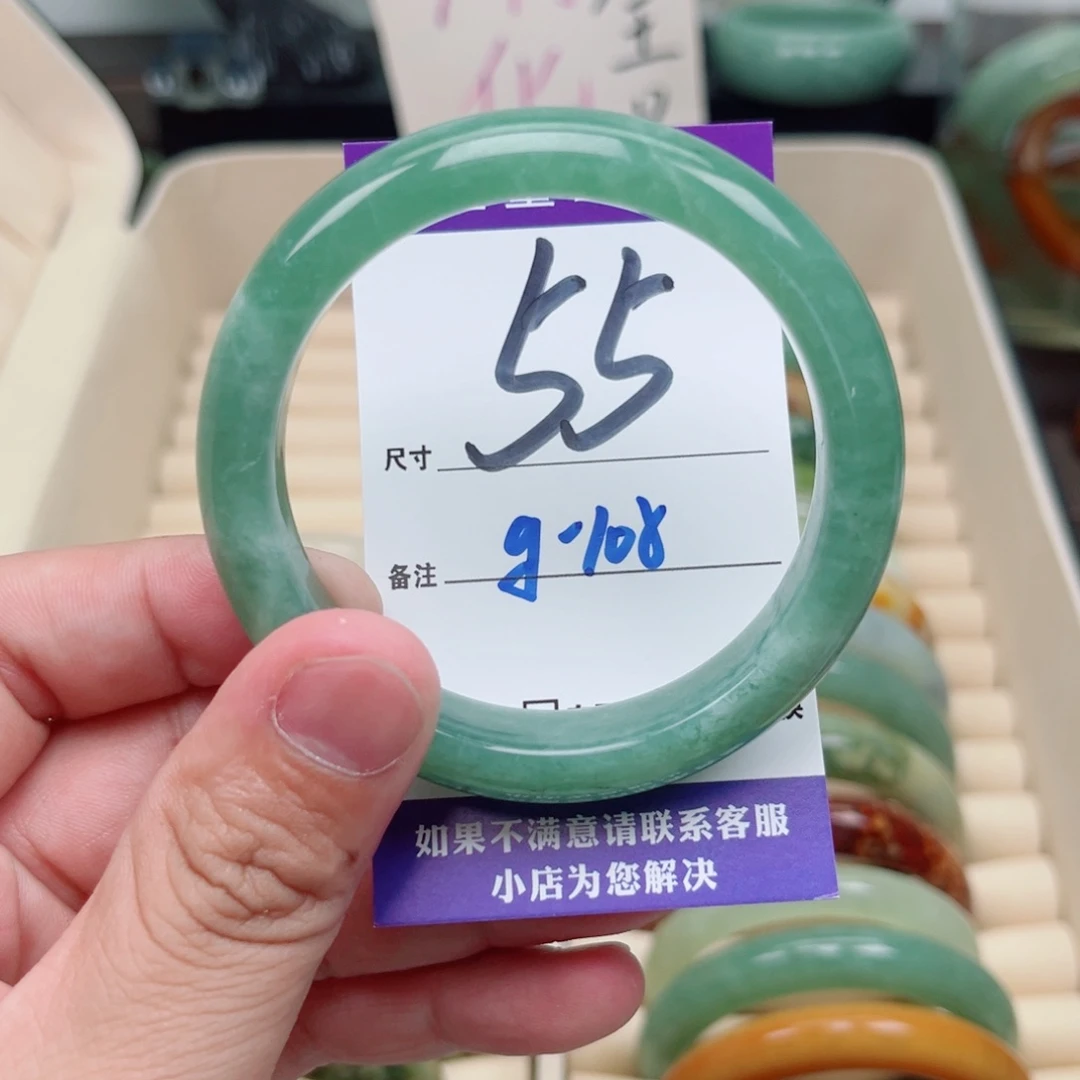 55
尺寸
g-108
备注
如果不满意请联系客服
小店为您解决